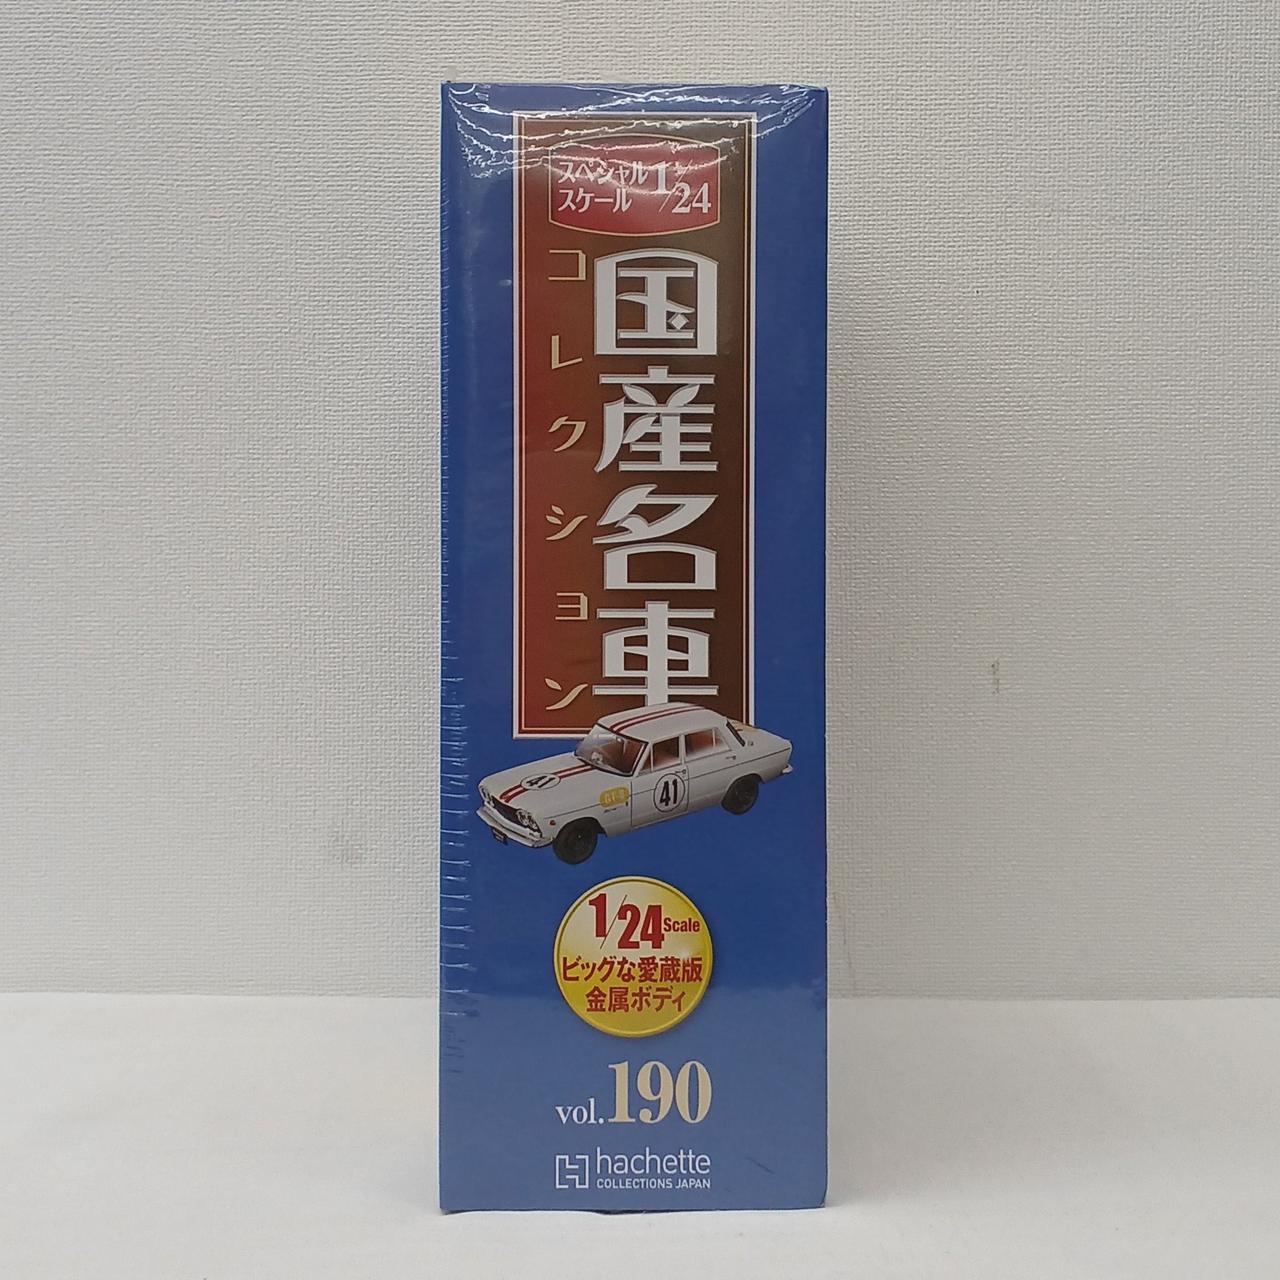 スペシャル
スケール 1/24
国産名車
コレクション
41
GT-B
41
1/24 Scale
ビッグな愛蔵版
金属ボディ
vol.190
hachette
COLLECTIONS JAPAN